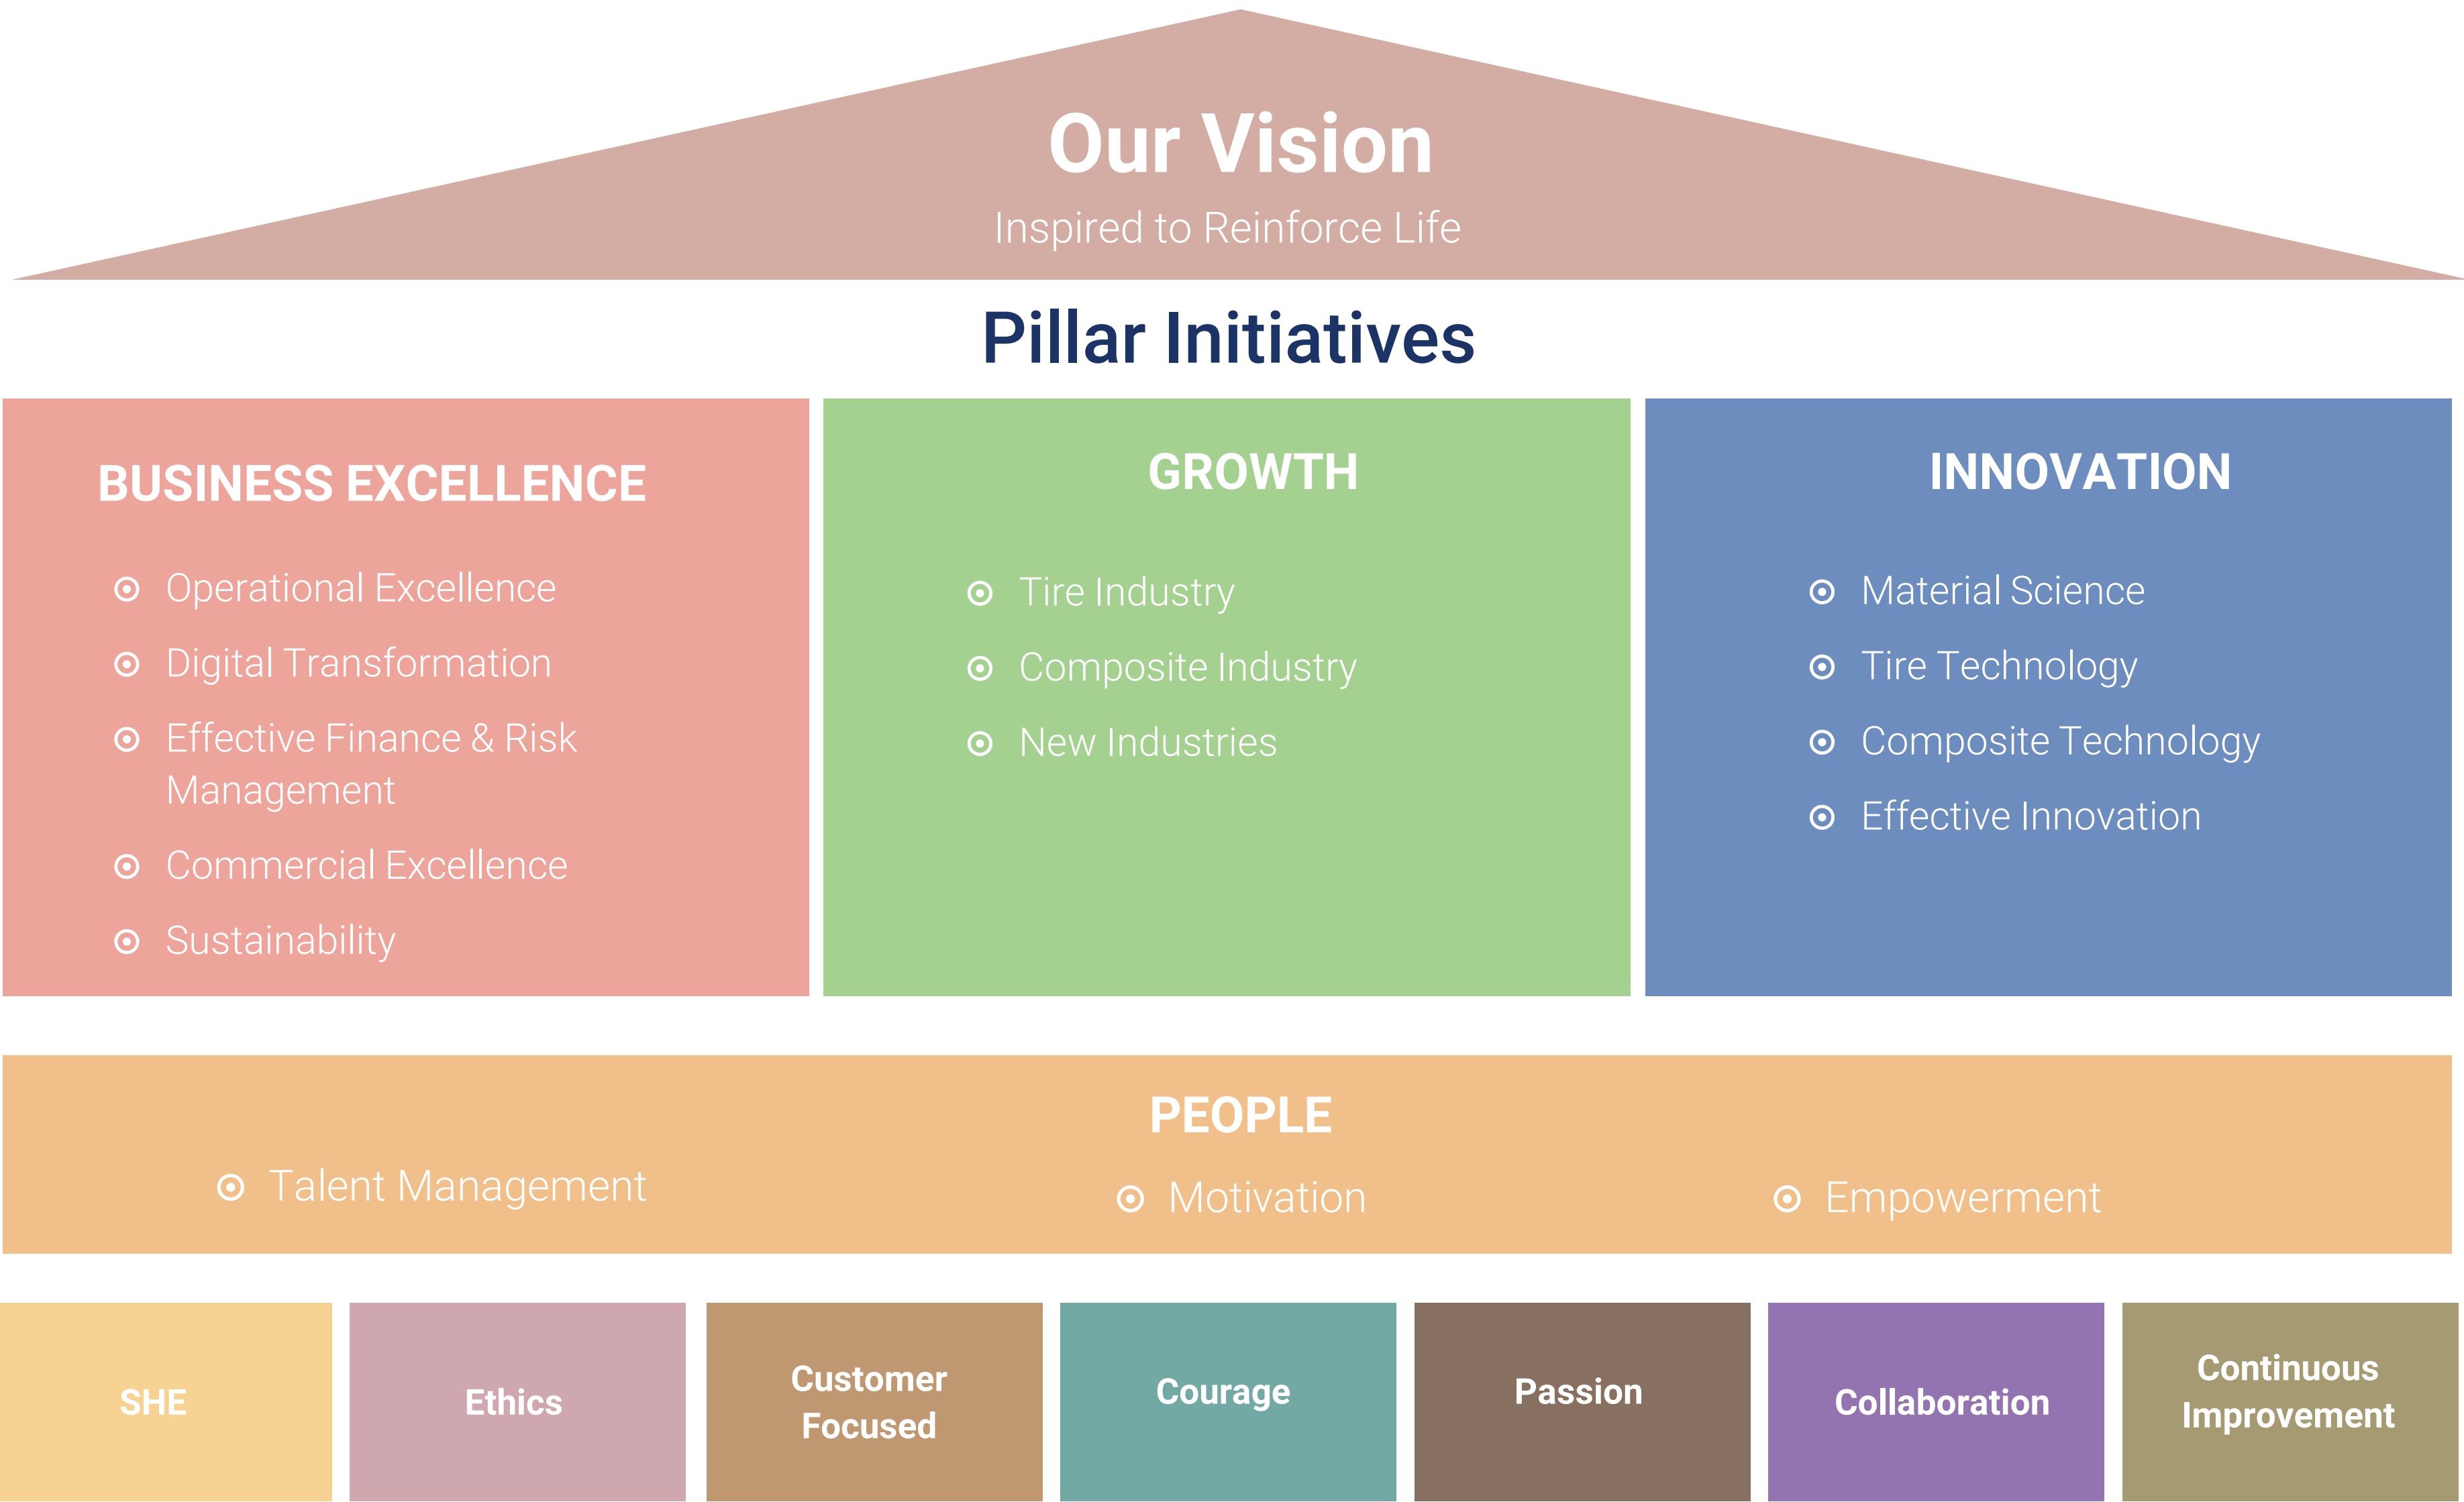 Our Vision
Inspired to Reinforce Life
Pillar Initiatives
BUSINESS EXCELLENCE
Operational Excellence
Digital Transformation
Effective Finance & Risk
Management
Commercial Excellence
Sustainability
GROWTH
Tire Industry
Composite Industry
New Industries
INNOVATION
Material Science
Tire Technology
Composite Technology
Effective Innovation
PEOPLE
Talent Management
Motivation
Empowerment
SHE
Ethics
Customer
Focused
Courage
Passion
Collaboration
Continuous
Improvement